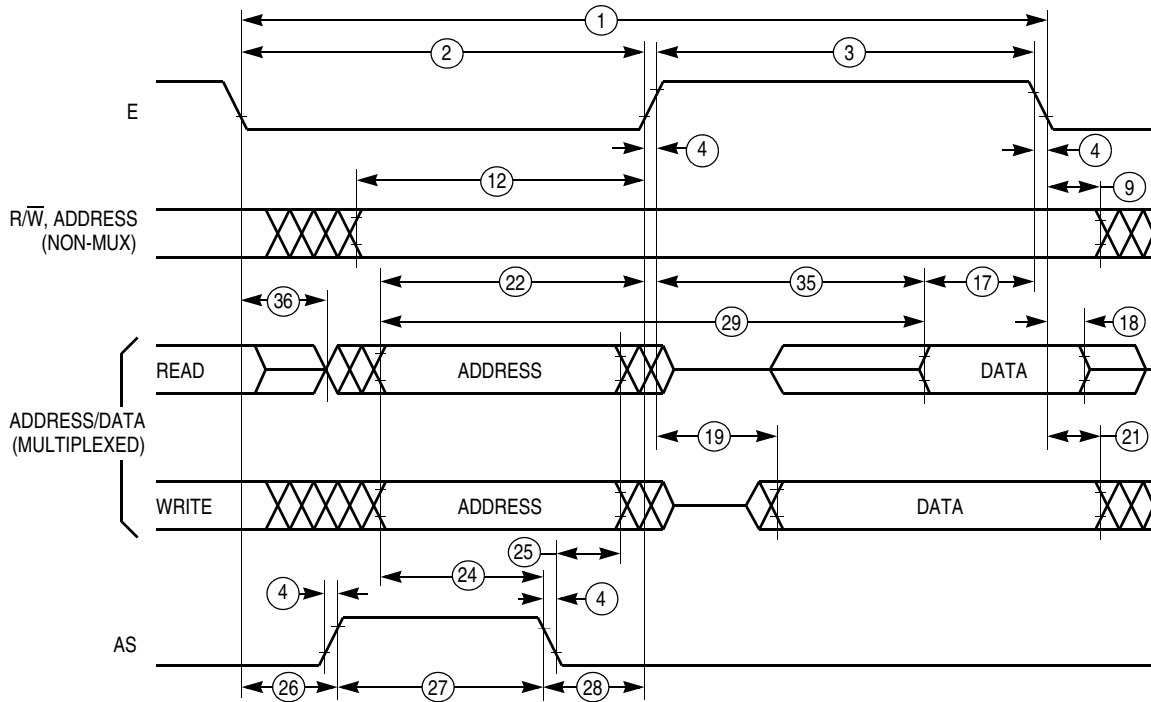 1
2
3
E
4
4
12
9
R/W̅, ADDRESS
(NON-MUX)
22
35
17
36
29
18
READ
ADDRESS
DATA
ADDRESS/DATA
(MULTIPLEXED)
19
21
WRITE
ADDRESS
DATA
25
24
4
4
AS
26
27
28